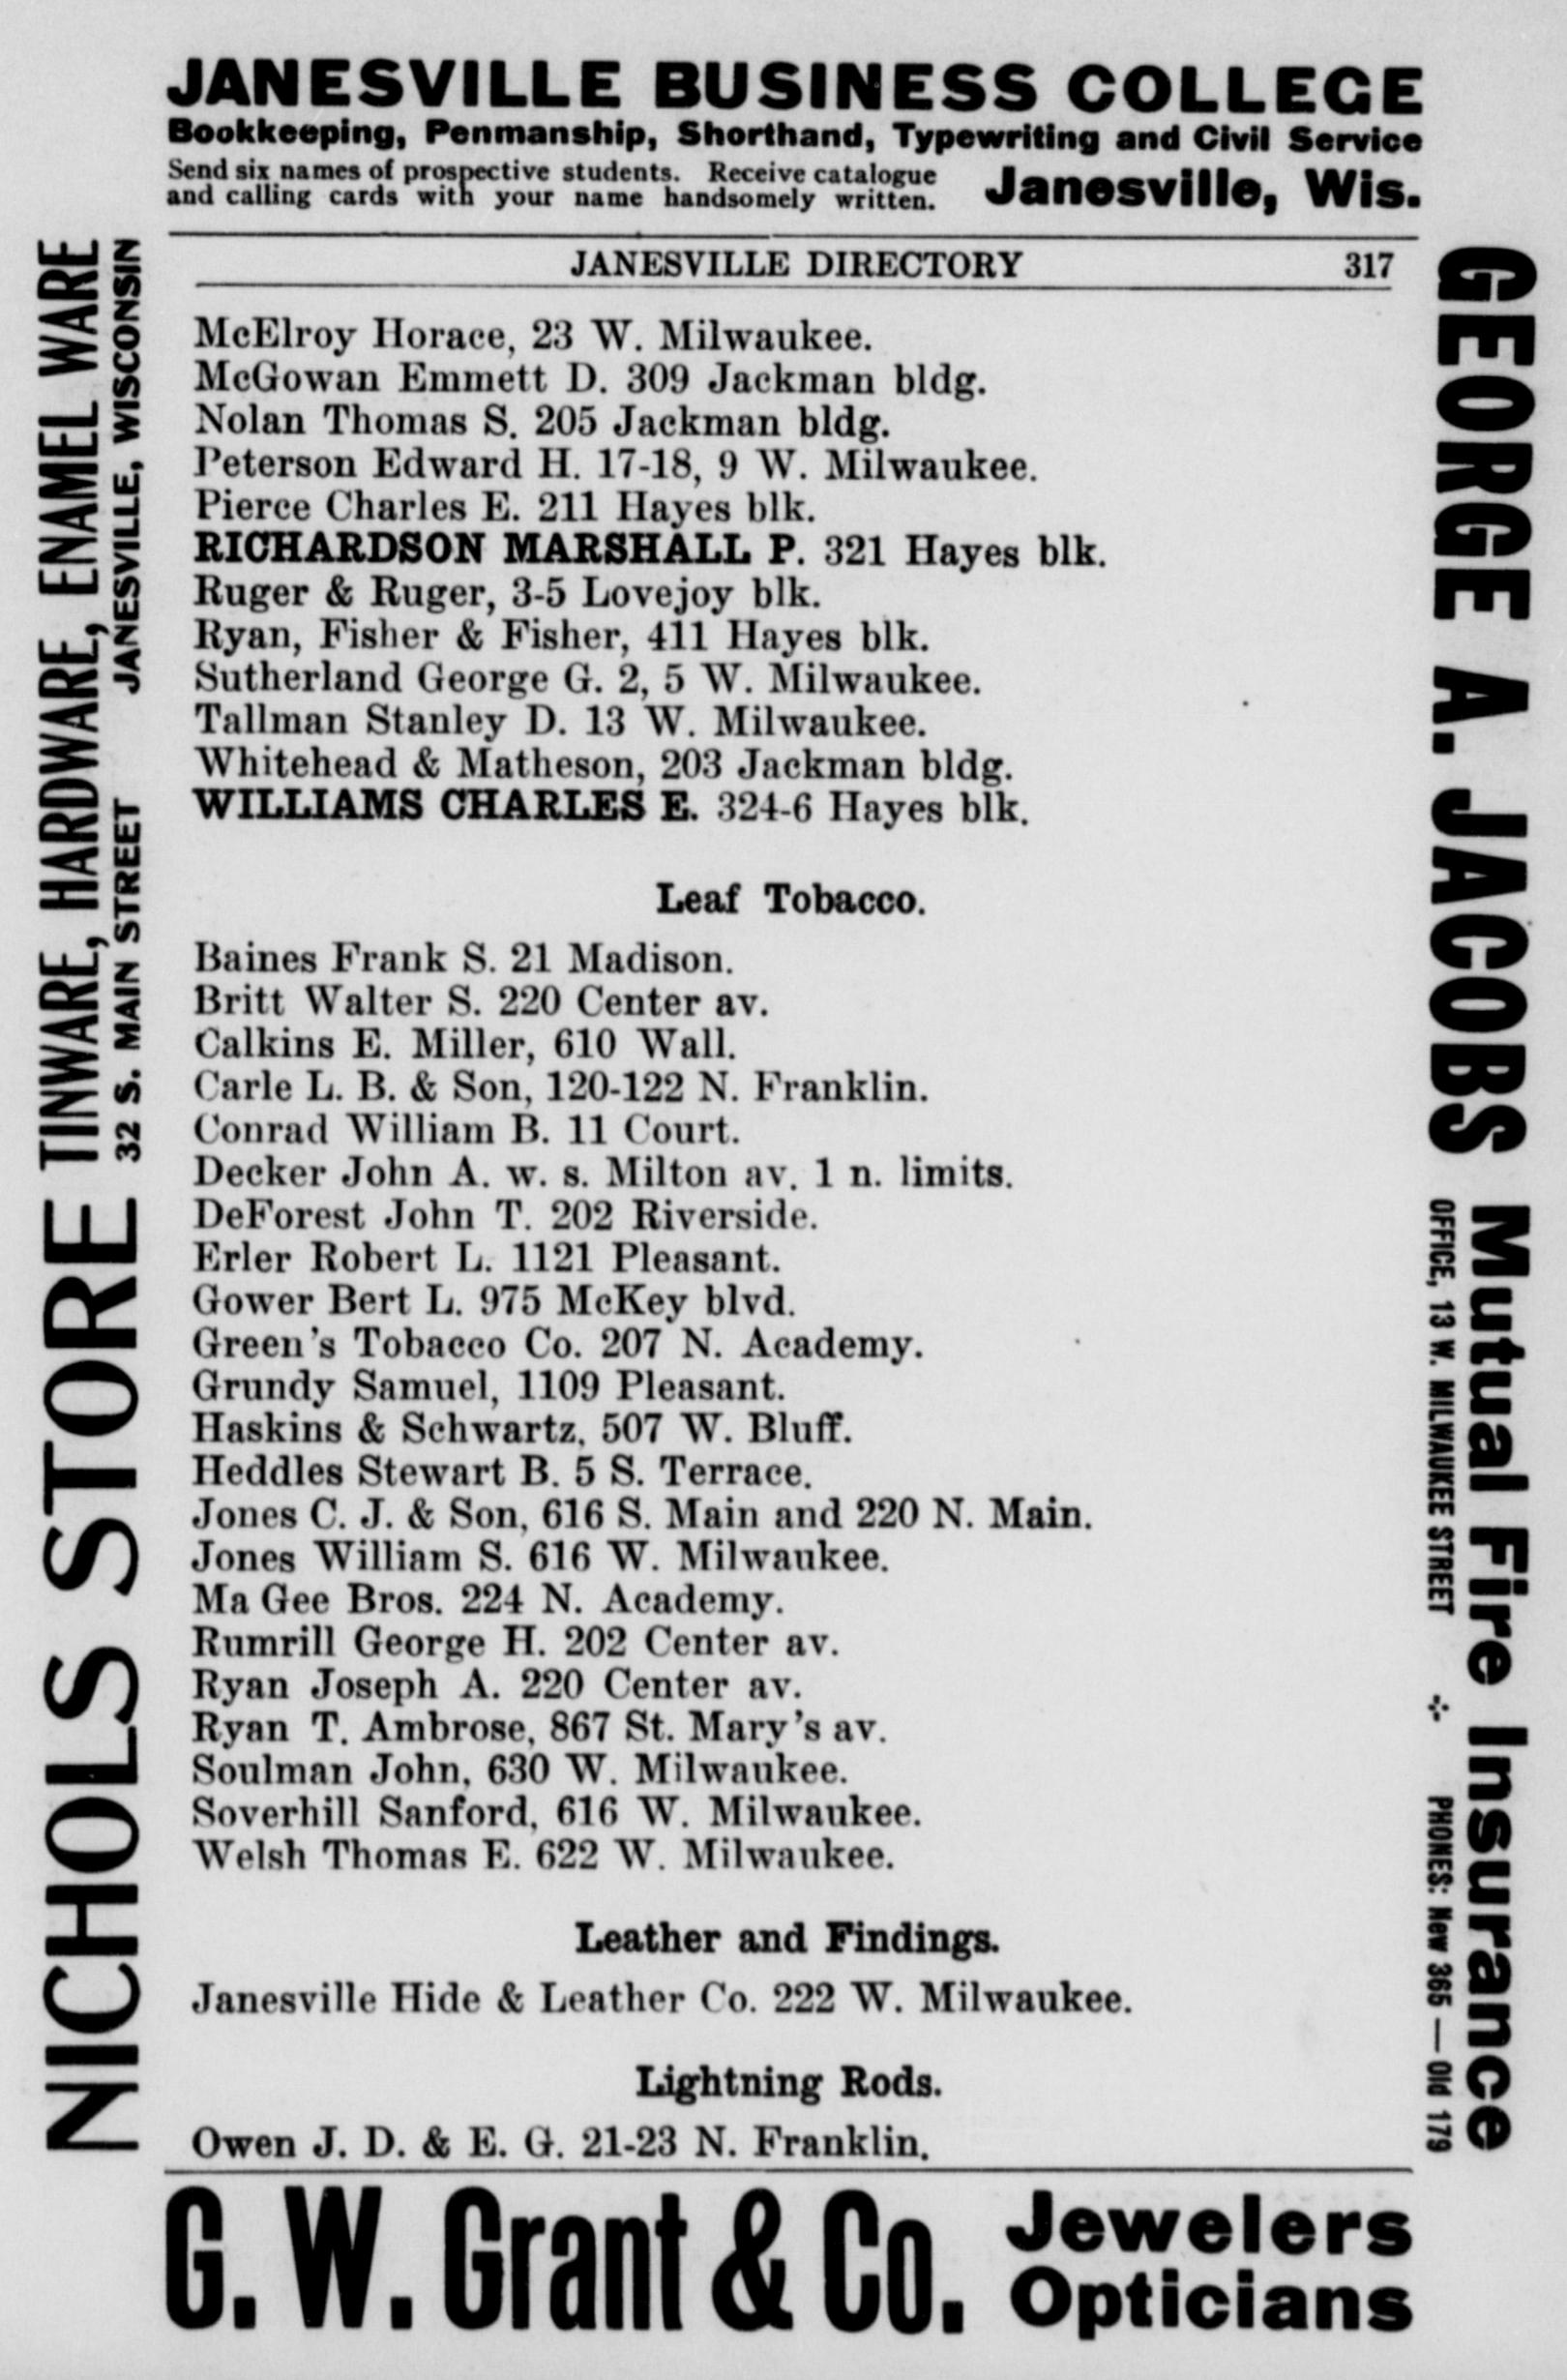 JANESVILLE BUSINESS COLLEGE
Bookkeeping, Penmanship, Shorthand, Typewriting and Civil Service
Send six names of prospective students. Receive catalogue
and calling cards with your name handsomely written.
Janesville, Wis.
JANESVILLE DIRECTORY 317
McElroy Horace, 23 W. Milwaukee.
McGowan Emmett D. 309 Jackman bldg.
Nolan Thomas S. 205 Jackman bldg.
Peterson Edward H. 17-18, 9 W. Milwaukee.
Pierce Charles E. 211 Hayes blk.
RICHARDSON MARSHALL P. 321 Hayes blk.
Ruger & Ruger, 3-5 Lovejoy blk.
Ryan, Fisher & Fisher, 411 Hayes blk.
Sutherland George G. 2, 5 W. Milwaukee.
Tallman Stanley D. 13 W. Milwaukee.
Whitehead & Matheson, 203 Jackman bldg.
WILLIAMS CHARLES E. 324-6 Hayes blk.
Leaf Tobacco.
Baines Frank S. 21 Madison.
Britt Walter S. 220 Center av.
Calkins E. Miller, 610 Wall.
Carle L. B. & Son, 120-122 N. Franklin.
Conrad William B. 11 Court.
Decker John A. w. s. Milton av. 1 n. limits.
DeForest John T. 202 Riverside.
Erler Robert L. 1121 Pleasant.
Gower Bert L. 975 McKey blvd.
Green's Tobacco Co. 207 N. Academy.
Grundy Samuel, 1109 Pleasant.
Haskins & Schwartz, 507 W. Bluff.
Heddles Stewart B. 5 S. Terrace.
Jones C. J. & Son, 616 S. Main and 220 N. Main.
Jones William S. 616 W. Milwaukee.
Ma Gee Bros. 224 N. Academy.
Rumrill George H. 202 Center av.
Ryan Joseph A. 220 Center av.
Ryan T. Ambrose, 867 St. Mary's av.
Soulman John, 630 W. Milwaukee.
Soverhill Sanford, 616 W. Milwaukee.
Welsh Thomas E. 622 W. Milwaukee.
Leather and Findings.
Janesville Hide & Leather Co. 222 W. Milwaukee.
Lightning Rods.
Owen J. D. & E. G. 21-23 N. Franklin.
NICHOLS STORE
TINWARE, HARDWARE, ENAMEL WARE
32 S. MAIN STREET JANESVILLE, WISCONSIN
GEORGE A. JACOBS
Mutual Fire Insurance
OFFICE, 13 W. MILWAUKEE STREET PHONES: New 365 — Old 179
G. W. Grant & Co.
Jewelers
Opticians